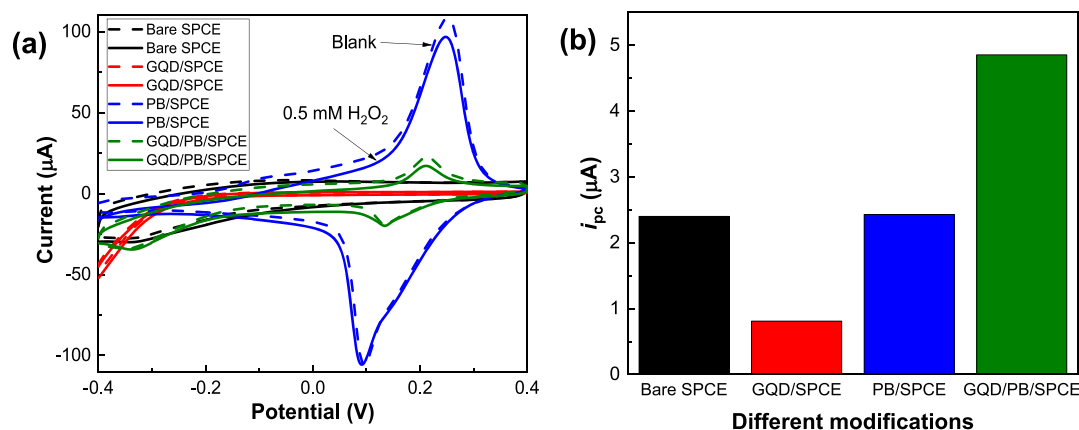 (a)
Bare SPCE
Bare SPCE
GQD/SPCE
GQD/SPCE
PB/SPCE
PB/SPCE
GQD/PB/SPCE
GQD/PB/SPCE
Blank
0.5 mM H₂O₂
100
50
0
-50
-100
Current (µA)
-0.4
-0.2
0.0
0.2
0.4
Potential (V)
(b)
5
4
3
2
1
0
iₚc (µA)
Bare SPCE
GQD/SPCE
PB/SPCE
GQD/PB/SPCE
Different modifications